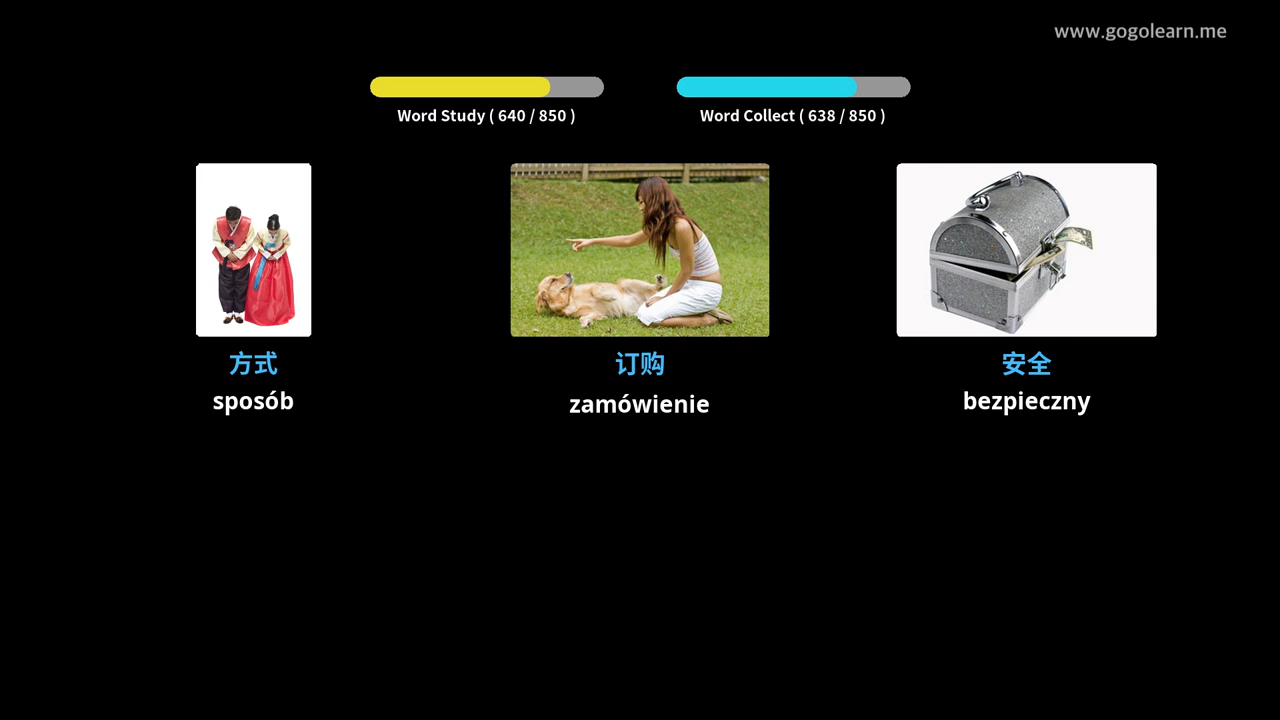 www.gogolearn.me
Word Study ( 640 / 850 )
Word Collect ( 638 / 850 )
方式
订购
安全
sposób
zamówienie
bezpieczny